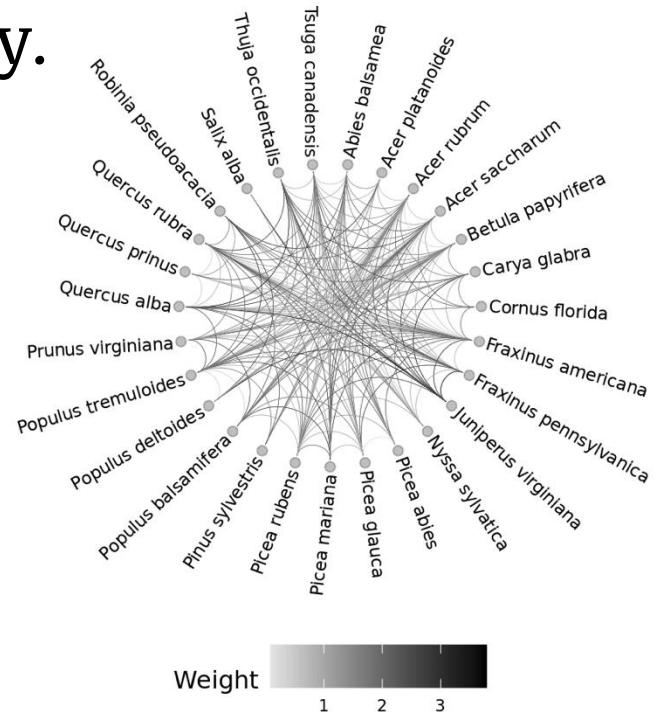 y.
Tsuga canadensis
Abies balsamea
Acer platanoides
Acer rubrum
Acer saccharum
Betula papyrifera
Carya glabra
Cornus florida
Fraxinus americana
Fraxinus pennsylvanica
Juniperus virginiana
Nyssa sylvatica
Picea abies
Picea glauca
Picea mariana
Picea rubens
Pinus sylvestris
Populus balsamifera
Populus deltoides
Populus tremuloides
Prunus virginiana
Quercus alba
Quercus prinus
Quercus rubra
Robinia pseudoacacia
Salix alba
Thuja occidentalis
Weight
1 2 3